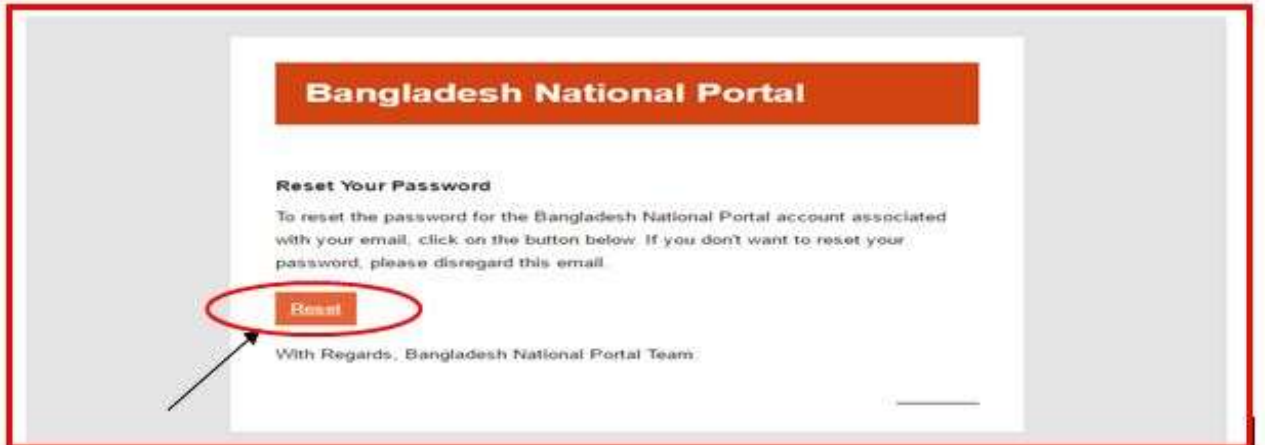 Bangladesh National Portal
Reset Your Password
To reset the password for the Bangladesh National Portal account associated
with your email, click on the button below. If you don't want to reset your
password, please disregard this email.
Reset
With Regards, Bangladesh National Portal Team